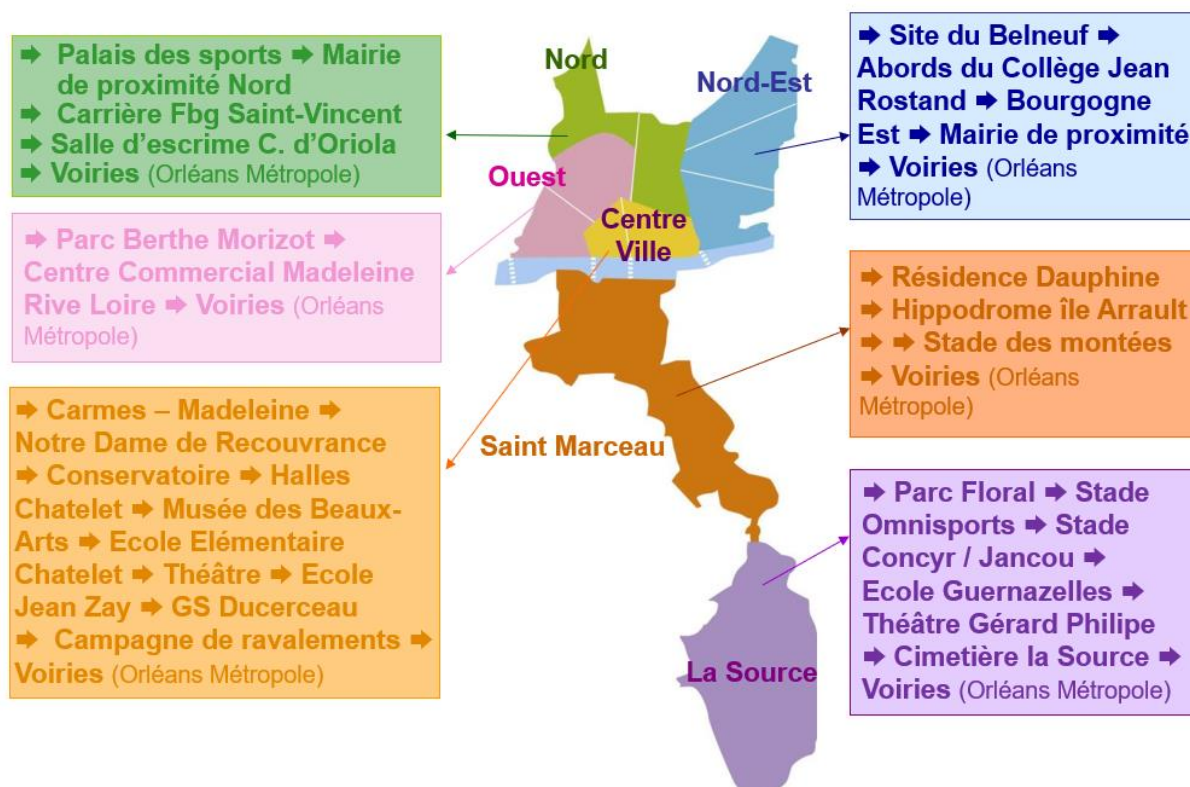 ➡ Palais des sports ➡ Mairie
de proximité Nord
➡ Carrière Fbg Saint-Vincent
➡ Salle d’escrime C. d’Oriola
➡ Voiries (Orléans Métropole)
➡ Parc Berthe Morizot ➡
Centre Commercial Madeleine
Rive Loire ➡ Voiries (Orléans
Métropole)
➡ Carmes – Madeleine ➡
Notre Dame de Recouvrance
➡ Conservatoire ➡ Halles
Chatelet ➡ Musée des Beaux-
Arts ➡ Ecole Elémentaire
Chatelet ➡ Théâtre ➡ Ecole
Jean Zay ➡ GS Ducerceau
➡ Campagne de ravalements ➡
Voiries (Orléans Métropole)
Nord
Nord-Est
Ouest
Centre
Ville
Saint Marceau
La Source
➡ Site du Belneuf ➡
Abords du Collège Jean
Rostand ➡ Bourgogne
Est ➡ Mairie de proximité
➡ Voiries (Orléans
Métropole)
➡ Résidence Dauphine
➡ Hippodrome île Arrault
➡ ➡ Stade des montées
➡ Voiries (Orléans
Métropole)
➡ Parc Floral ➡ Stade
Omnisports ➡ Stade
Concyr / Jancou ➡
Ecole Guernazelles ➡
Théâtre Gérard Philipe
➡ Cimetière la Source ➡
Voiries (Orléans Métropole)